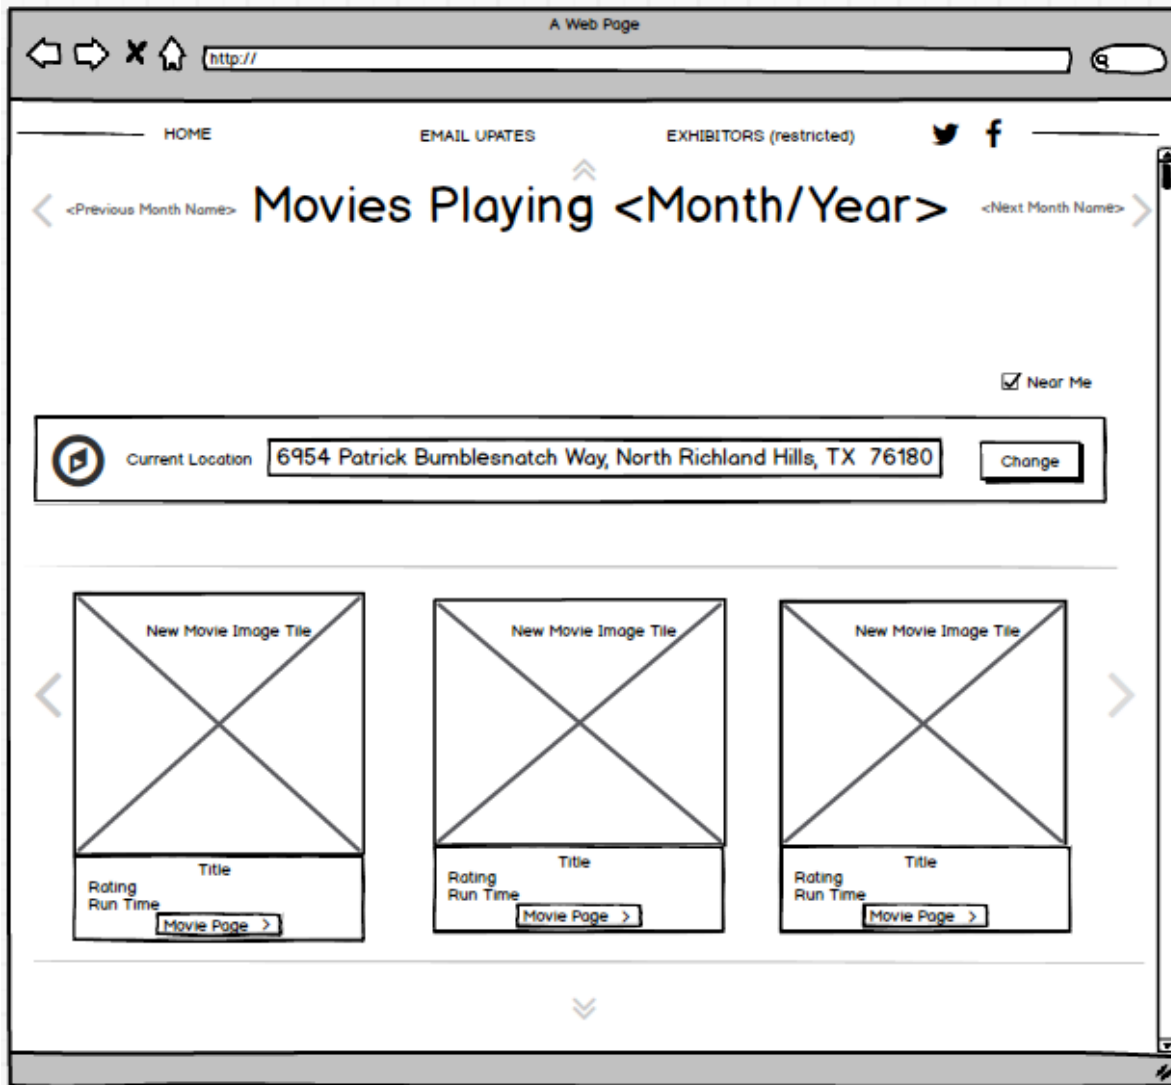 A Web Page
http://
HOME EMAIL UPATES EXHIBITORS (restricted)
<Previous Month Name> Movies Playing <Month/Year> <Next Month Name>
Near Me
Current Location 6954 Patrick Bumblesnatch Way, North Richland Hills, TX 76180 Change
New Movie Image Tile New Movie Image Tile New Movie Image Tile
Title Title Title
Rating Rating Rating
Run Time Run Time Run Time
Movie Page > Movie Page > Movie Page >